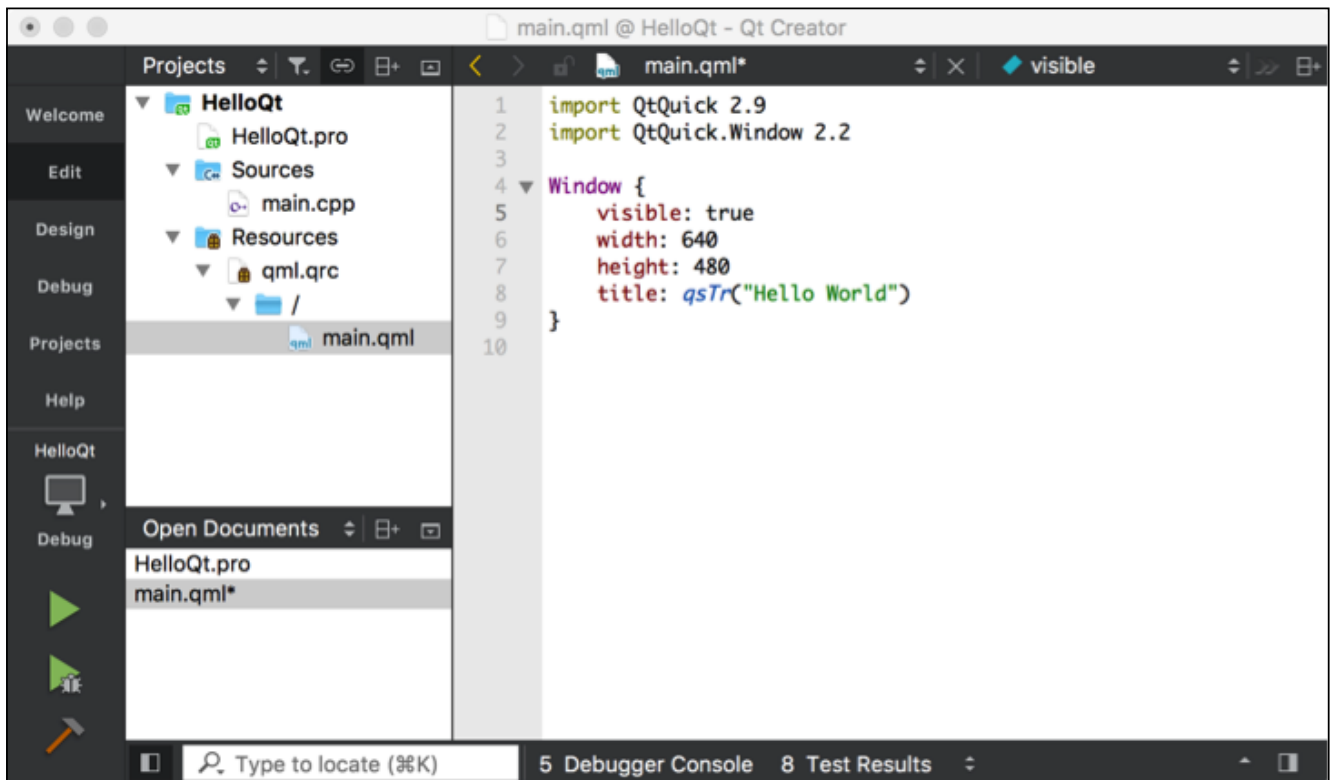 main.qml @ HelloQt - Qt Creator
Projects
main.qml*
visible
Welcome
Edit
Design
Debug
Projects
Help
HelloQt
Debug
HelloQt
HelloQt.pro
Sources
main.cpp
Resources
qml.qrc
/
main.qml
Open Documents
HelloQt.pro
main.qml*
1 import QtQuick 2.9
2 import QtQuick.Window 2.2
3
4 Window {
5 visible: true
6 width: 640
7 height: 480
8 title: qsTr("Hello World")
9 }
10
Type to locate (⌘K)
5 Debugger Console 8 Test Results